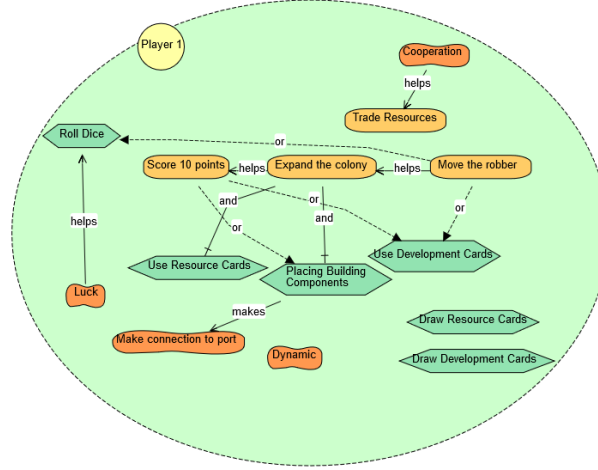 Player 1
Cooperation
helps
Trade Resources
Roll Dice
or
Score 10 points
helps
Expand the colony
helps
Move the robber
and
or
or
and
or
helps
Use Resource Cards
Placing Building
Components
Use Development Cards
Luck
makes
Make connection to port
Dynamic
Draw Resource Cards
Draw Development Cards